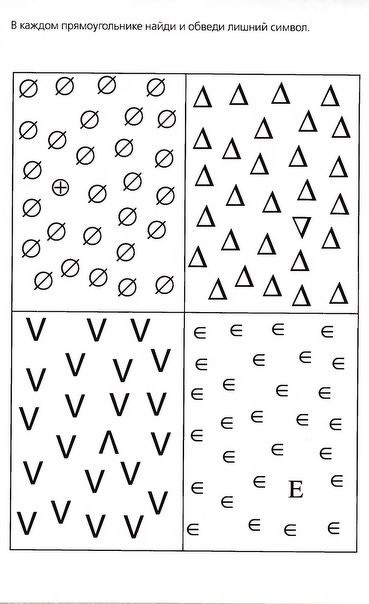 В каждом прямоугольнике найди и обведи лишний символ.
Ø Ø Ø Ø
Ø Ø Ø
Ø Ø
Ø Ø Ø
Ø ⊕ Ø Ø Ø
Ø Ø
Ø Ø Ø
Ø Ø
Ø Ø Ø Ø Ø
Δ Δ Δ Δ
Δ Δ Δ
Δ Δ Δ
Δ Δ Δ
Δ Δ Δ
Δ Δ ∇
Δ Δ Δ
Δ Δ
Δ Δ Δ Δ
V V V
V V V V
V V V V
V Λ V
V V V
V
V V V V
∈ ∈ ∈ ∈
∈ ∈ ∈ ∈
∈ ∈ ∈ ∈
∈ ∈ ∈ ∈
∈ ∈ ∈ ∈
∈ ∈ E ∈
∈
∈ ∈ ∈ ∈